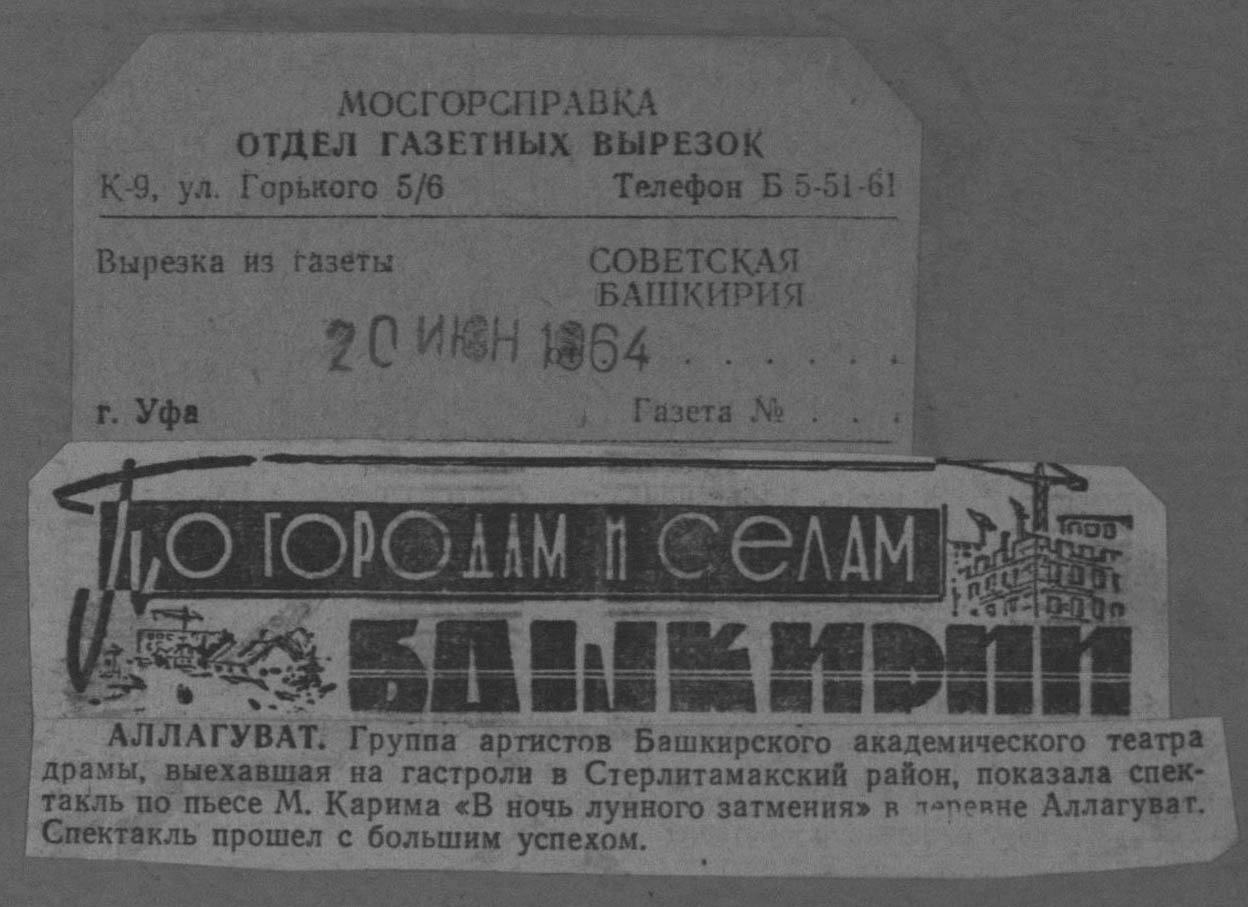 МОСГОРСПРАВКА
ОТДЕЛ ГАЗЕТНЫХ ВЫРЕЗОК
К-9, ул. Горького 5/6 Телефон Б 5-51-61
Вырезка из газеты СОВЕТСКАЯ
БАШКИРИЯ
20 ИЮН 1964 . . . . . .
г. Уфа Газета № . . .
ПО ГОРОДАМ И СЕЛАМ
БАШКИРИИ
АЛЛАГУВАТ. Группа артистов Башкирского академического театра
драмы, выехавшая на гастроли в Стерлитамакский район, показала спек-
такль по пьесе М. Карима «В ночь лунного затмения» в деревне Аллагуват.
Спектакль прошел с большим успехом.